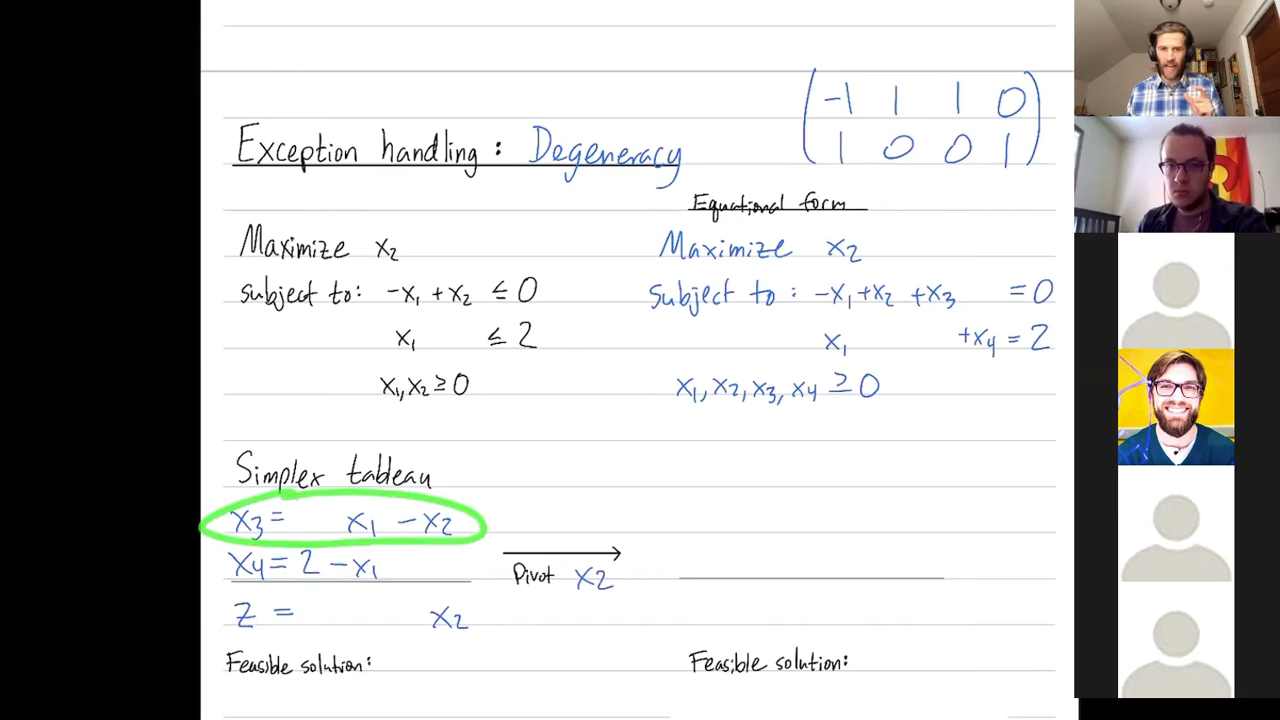 ( -1 1 1 0 )
( 1 0 0 1 )
Exception handling: Degeneracy
Equational form
Maximize x2
subject to: -x1 + x2 ≤ 0
x1 ≤ 2
x1, x2 ≥ 0
Maximize x2
subject to: -x1 + x2 + x3 = 0
x1 + x4 = 2
x1, x2, x3, x4 ≥ 0
Simplex tableau
x3 = x1 - x2
x4 = 2 - x1
z = x2
Pivot x2
Feasible solution:
Feasible solution: